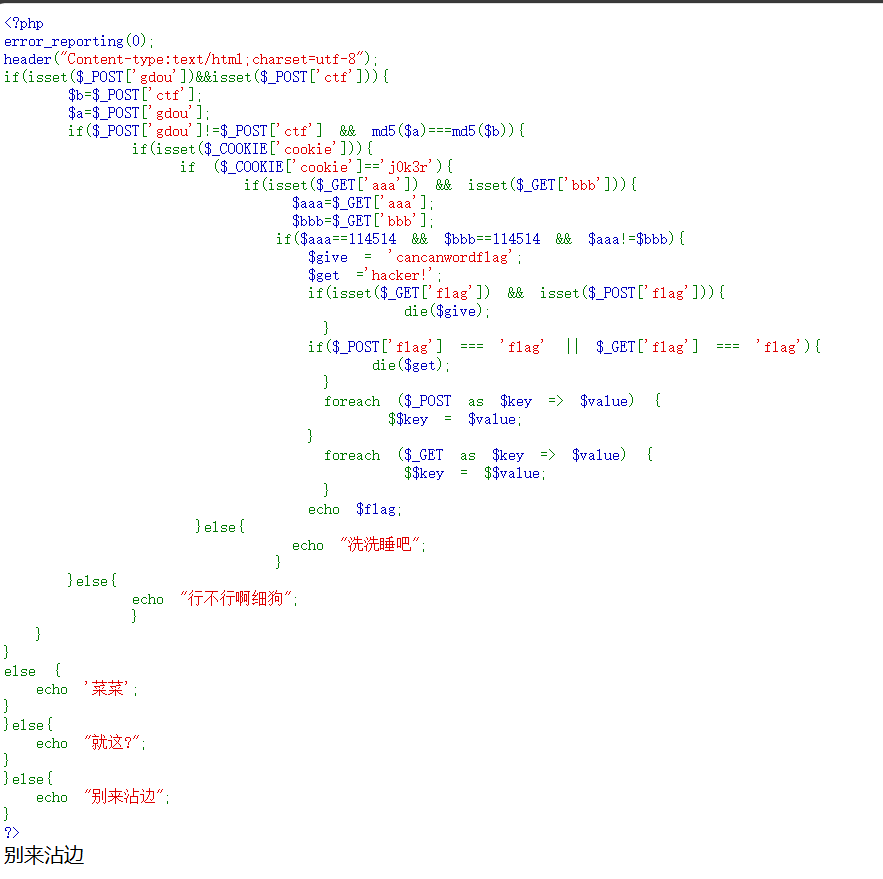 <?php
error_reporting(0);
header("Content-type:text/html;charset=utf-8");
if(isset($_POST['gdou'])&&isset($_POST['ctf'])){
$b=$_POST['ctf'];
$a=$_POST['gdou'];
if($_POST['gdou']!=$_POST['ctf'] && md5($a)===md5($b)){
if(isset($_COOKIE['cookie'])){
if ($_COOKIE['cookie']=='j0k3r'){
if(isset($_GET['aaa']) && isset($_GET['bbb'])){
$aaa=$_GET['aaa'];
$bbb=$_GET['bbb'];
if($aaa==114514 && $bbb==114514 && $aaa!=$bbb){
$give = 'cancanwordflag';
$get ='hacker!';
if(isset($_GET['flag']) && isset($_POST['flag'])){
die($give);
}
if($_POST['flag'] === 'flag' || $_GET['flag'] === 'flag'){
die($get);
}
foreach ($_POST as $key => $value) {
$$key = $value;
}
foreach ($_GET as $key => $value) {
$$key = $$value;
}
echo $flag;
}else{
echo "洗洗睡吧";
}
}else{
echo "行不行啊细狗";
}
}
}
else {
echo '菜菜';
}
}else{
echo "就这?";
}
}else{
echo "别来沾边";
}
?>
别来沾边